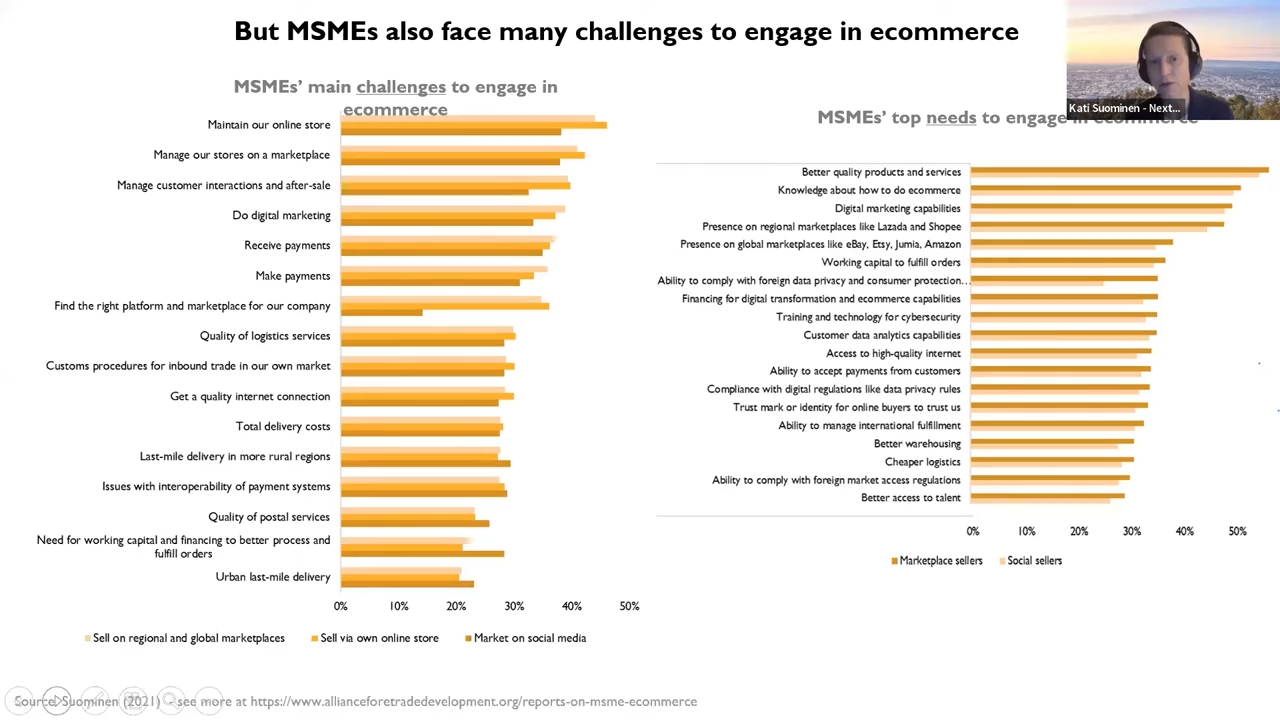 But MSMEs also face many challenges to engage in ecommerce
Kati Suominen - Next...
MSMEs’ main challenges to engage in
ecommerce
Maintain our online store
Manage our stores on a marketplace
Manage customer interactions and after-sale
Do digital marketing
Receive payments
Make payments
Find the right platform and marketplace for our company
Quality of logistics services
Customs procedures for inbound trade in our own market
Get a quality internet connection
Total delivery costs
Last-mile delivery in more rural regions
Issues with interoperability of payment systems
Quality of postal services
Need for working capital and financing to better process and
fulfill orders
Urban last-mile delivery
0% 10% 20% 30% 40% 50%
Sell on regional and global marketplaces Sell via own online store Market on social media
MSMEs’ top needs to engage in ecommerce
Better quality products and services
Knowledge about how to do ecommerce
Digital marketing capabilities
Presence on regional marketplaces like Lazada and Shopee
Presence on global marketplaces like eBay, Etsy, Jumia, Amazon
Working capital to fulfill orders
Ability to comply with foreign data privacy and consumer protection…
Financing for digital transformation and ecommerce capabilities
Training and technology for cybersecurity
Customer data analytics capabilities
Access to high-quality internet
Ability to accept payments from customers
Compliance with digital regulations like data privacy rules
Trust mark or identity for online buyers to trust us
Ability to manage international fulfillment
Better warehousing
Cheaper logistics
Ability to comply with foreign market access regulations
Better access to talent
0% 10% 20% 30% 40% 50%
Marketplace sellers Social sellers
Source: Suominen (2021) - see more at https://www.allianceforetradedevelopment.org/reports-on-msme-ecommerce